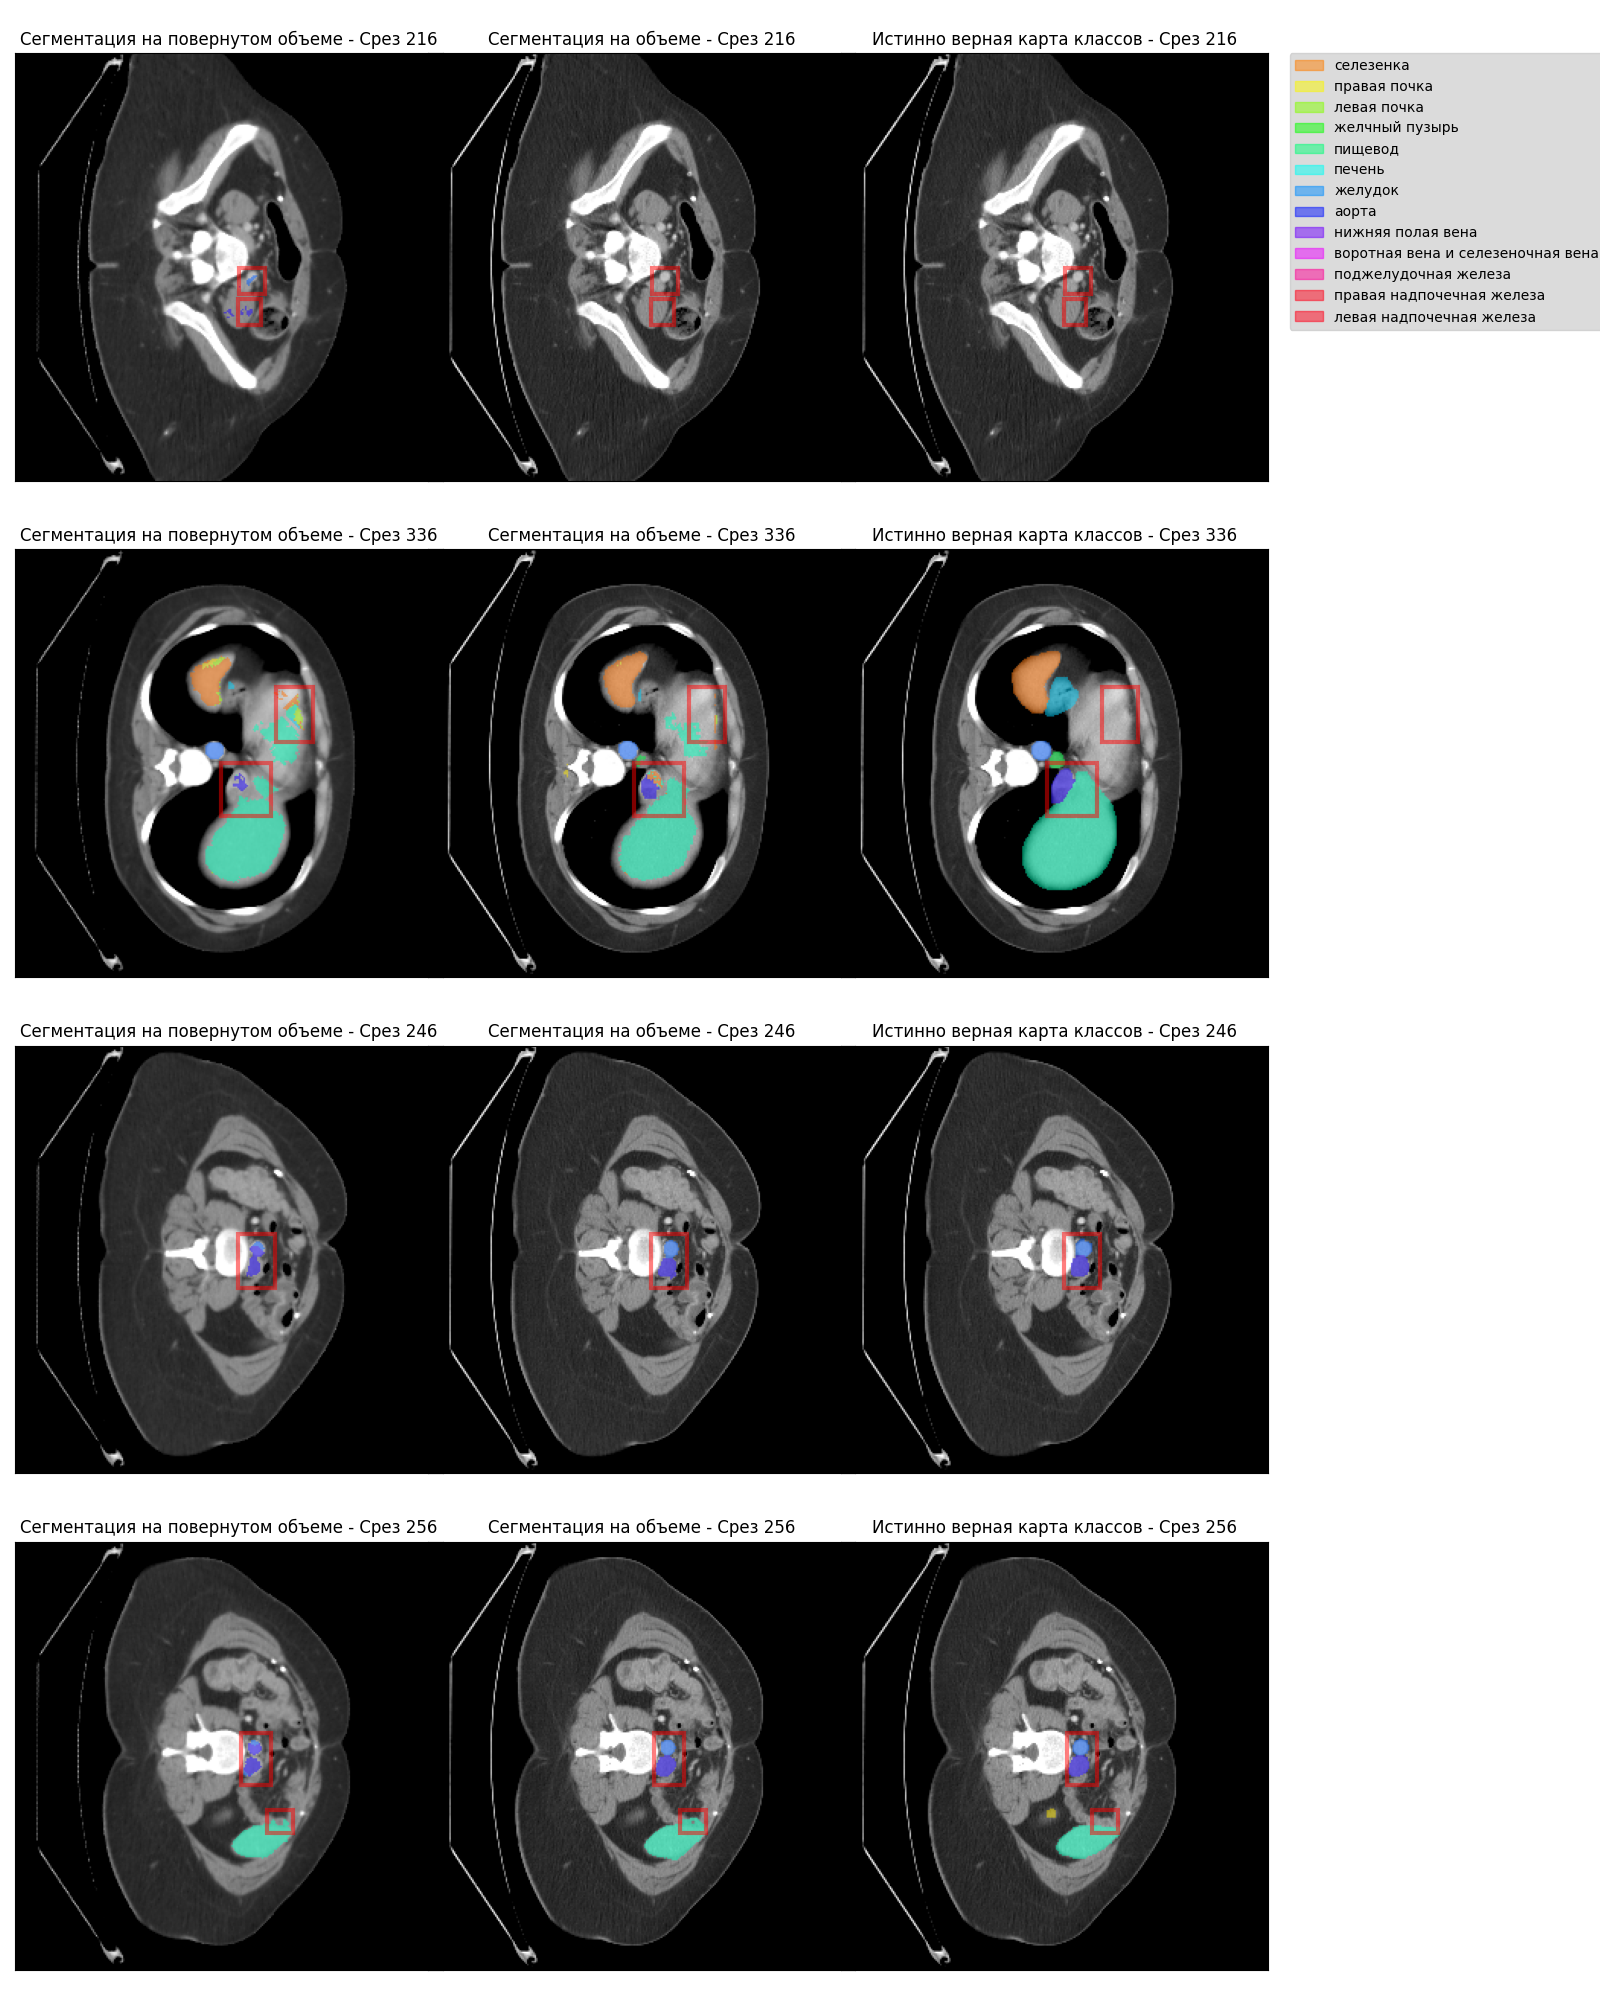 Сегментация на повернутом объеме - Срез 216
Сегментация на объеме - Срез 216
Истинно верная карта классов - Срез 216
селезенка
правая почка
левая почка
желчный пузырь
пищевод
печень
желудок
аорта
нижняя полая вена
воротная вена и селезеночная вена
поджелудочная железа
правая надпочечная железа
левая надпочечная железа
Сегментация на повернутом объеме - Срез 336
Сегментация на объеме - Срез 336
Истинно верная карта классов - Срез 336
Сегментация на повернутом объеме - Срез 246
Сегментация на объеме - Срез 246
Истинно верная карта классов - Срез 246
Сегментация на повернутом объеме - Срез 256
Сегментация на объеме - Срез 256
Истинно верная карта классов - Срез 256